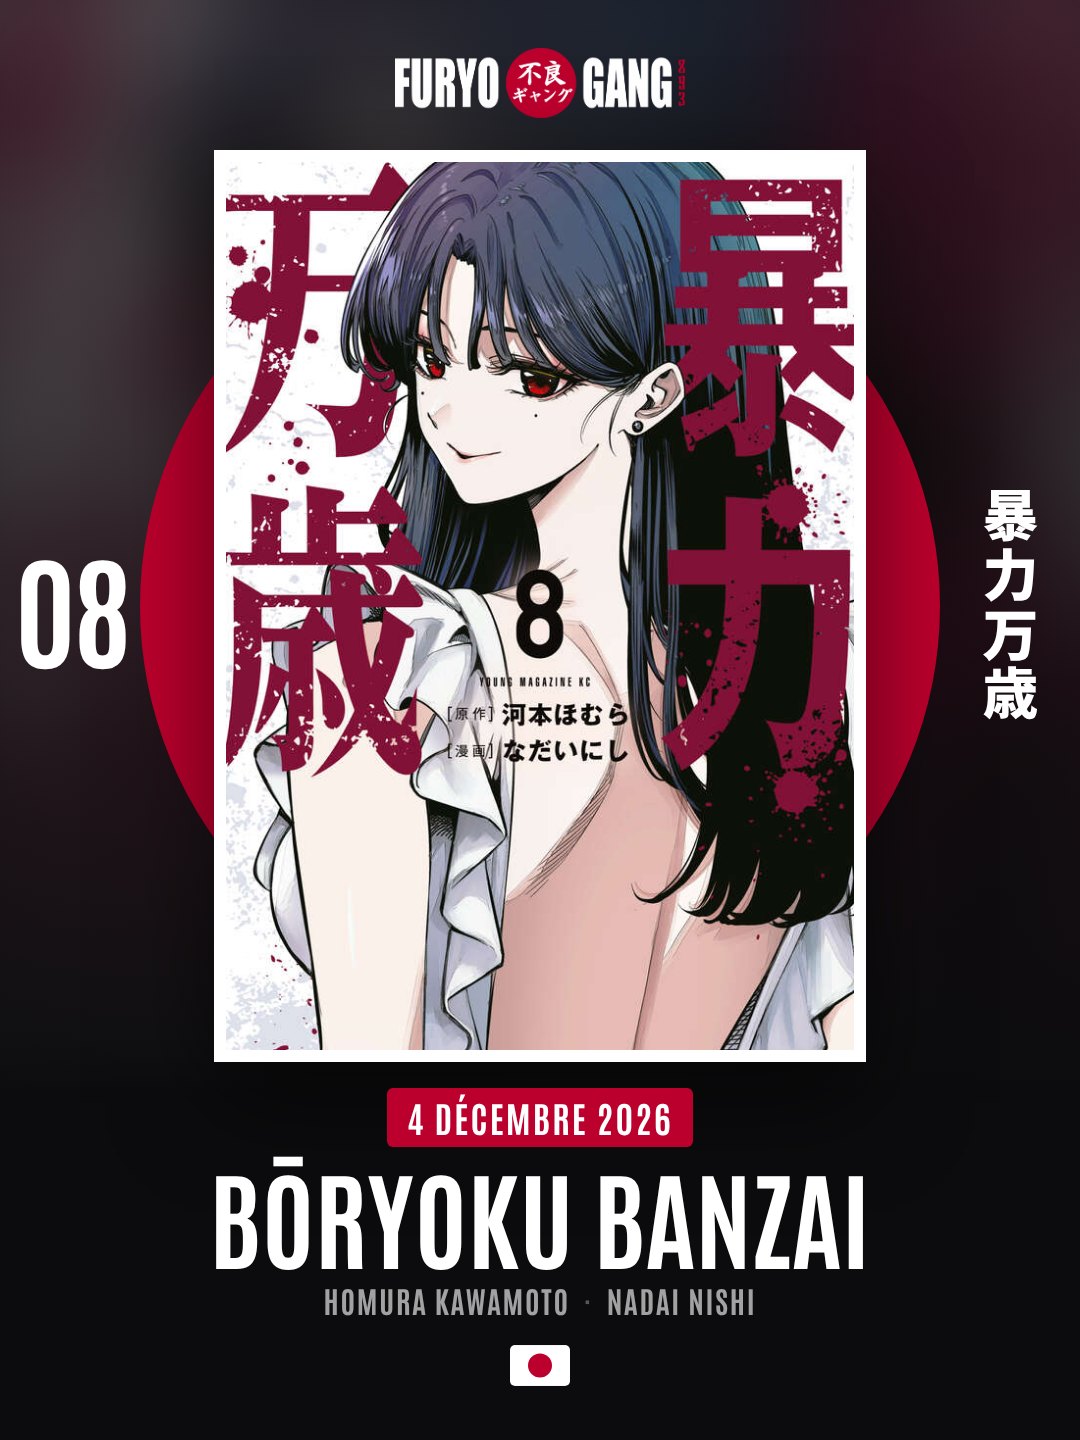 FURYO 不良 ギャング GANG 8993
暴力
万歳
8
YOUNG MAGAZINE KC
[原作] 河本ほむら
[漫画] なだいにし
08
暴力万歳
4 DÉCEMBRE 2026
BŌRYOKU BANZAI
HOMURA KAWAMOTO · NADAI NISHI